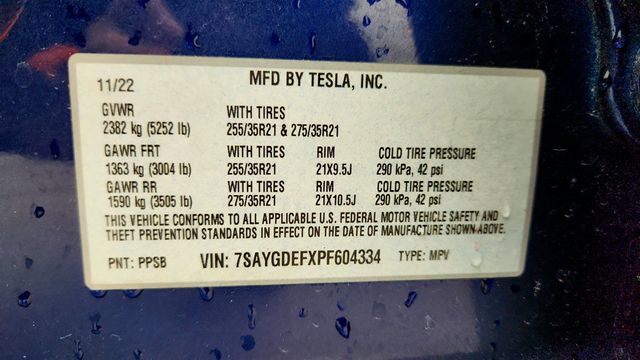 11/22 MFD BY TESLA, INC.
GVWR WITH TIRES
2382 kg (5252 lb) 255/35R21 & 275/35R21
GAWR FRT WITH TIRES RIM COLD TIRE PRESSURE
1363 kg (3004 lb) 255/35R21 21X9.5J 290 kPa, 42 psi
GAWR RR WITH TIRES RIM COLD TIRE PRESSURE
1590 kg (3505 lb) 275/35R21 21X10.5J 290 kPa, 42 psi
THIS VEHICLE CONFORMS TO ALL APPLICABLE U.S. FEDERAL MOTOR VEHICLE SAFETY AND
THEFT PREVENTION STANDARDS IN EFFECT ON THE DATE OF MANUFACTURE SHOWN ABOVE.
PNT: PPSB VIN: 7SAYGDEFXPF604334 TYPE: MPV